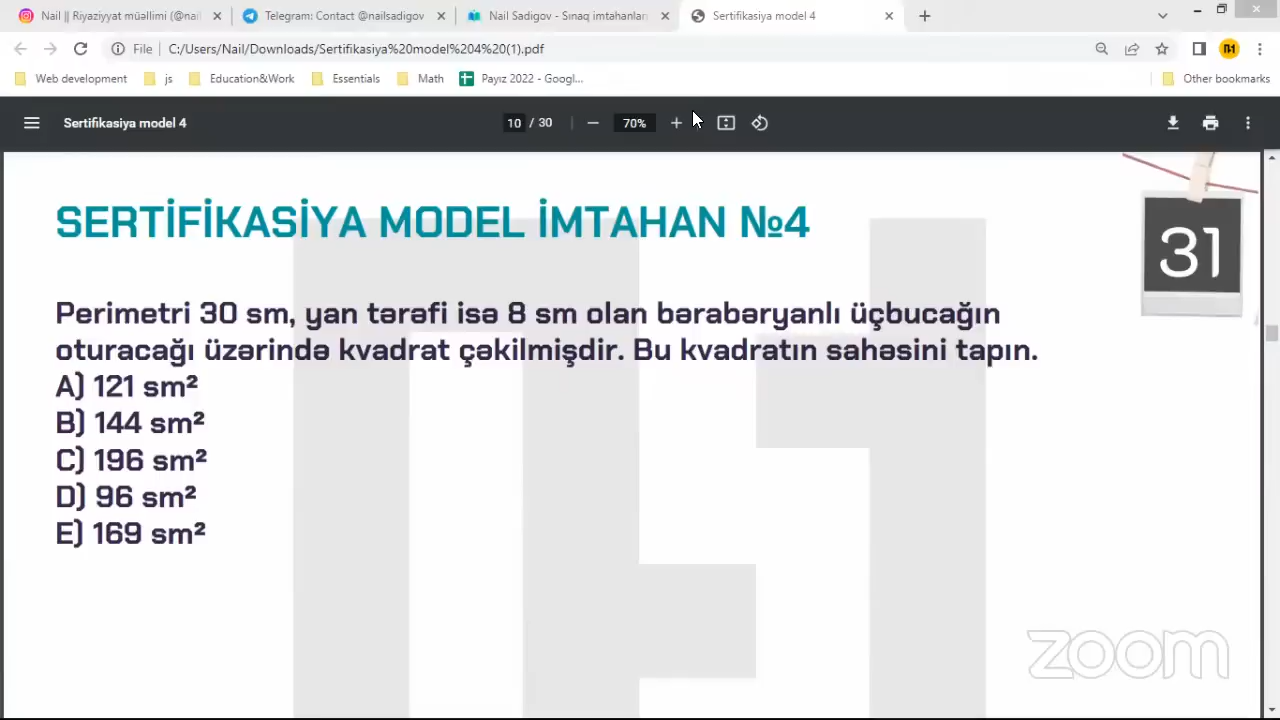 Nail || Riyaziyyat müəllimi (@nail
Telegram: Contact @nailsadigov
Nail Sadigov - Sınaq imtahanları
Sertifikasiya model 4
File
C:/Users/Nail/Downloads/Sertifikasiya%20model%204%20(1).pdf
Web development
js
Education&Work
Essentials
Math
Payız 2022 - Googl...
Other bookmarks
Sertifikasiya model 4
10 / 30
70%
SERTİFİKASİYA MODEL İMTAHAN №4
31
Perimetri 30 sm, yan tərəfi isə 8 sm olan bərabəryanlı üçbucağın
oturacağı üzərində kvadrat çəkilmişdir. Bu kvadratın sahəsini tapın.
A) 121 sm²
B) 144 sm²
C) 196 sm²
D) 96 sm²
E) 169 sm²
zoom